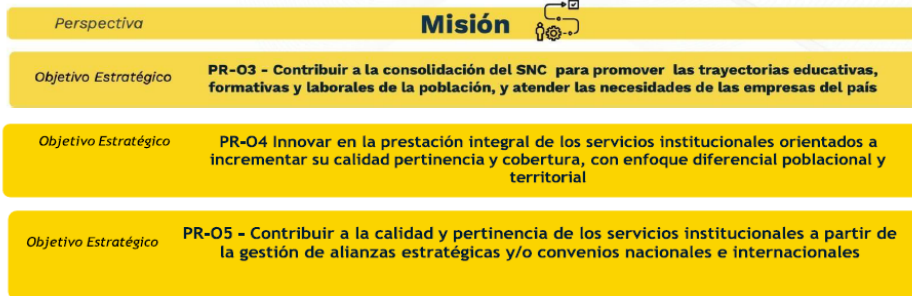 Perspectiva
Misión
Objetivo Estratégico
PR-O3 - Contribuir a la consolidación del SNC para promover las trayectorias educativas,
formativas y laborales de la población, y atender las necesidades de las empresas del país
Objetivo Estratégico
PR-O4 Innovar en la prestación integral de los servicios institucionales orientados a
incrementar su calidad pertinencia y cobertura, con enfoque diferencial poblacional y
territorial
Objetivo Estratégico
PR-O5 - Contribuir a la calidad y pertinencia de los servicios institucionales a partir de
la gestión de alianzas estratégicas y/o convenios nacionales e internacionales